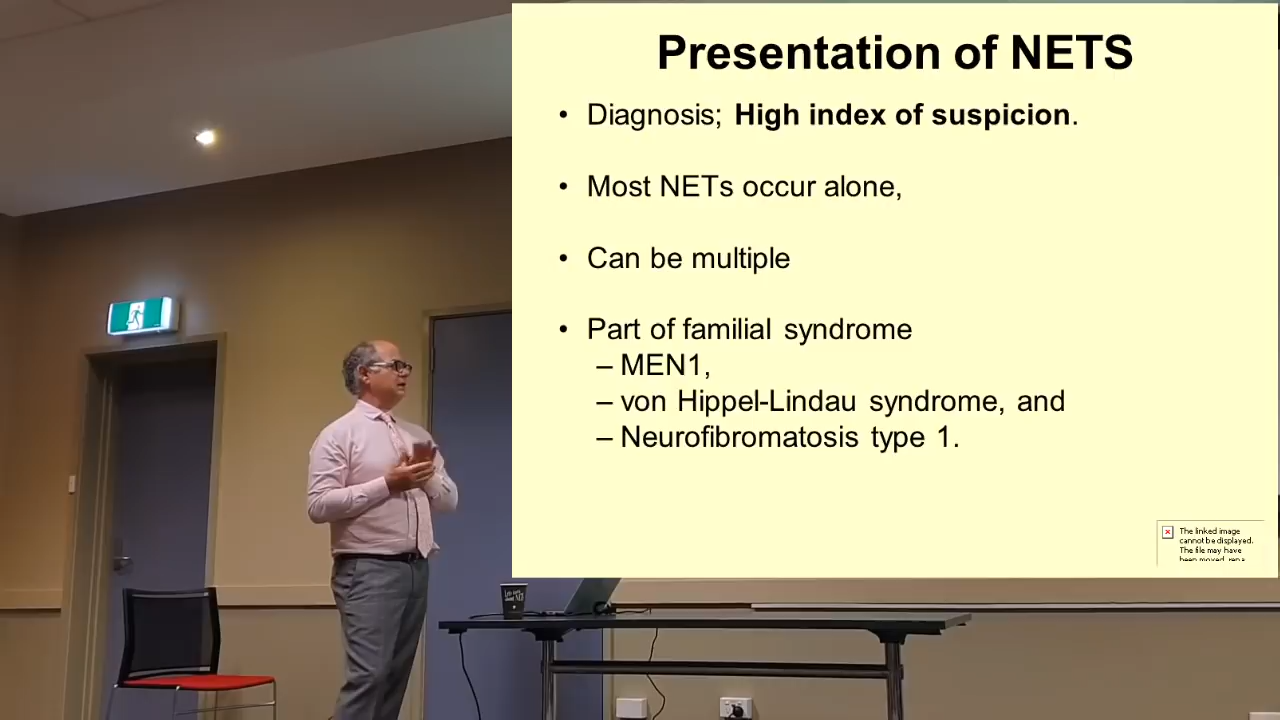 Presentation of NETS
• Diagnosis; High index of suspicion.
• Most NETs occur alone,
• Can be multiple
• Part of familial syndrome
– MEN1,
– von Hippel-Lindau syndrome, and
– Neurofibromatosis type 1.
The linked image
cannot be displayed.
The file may have